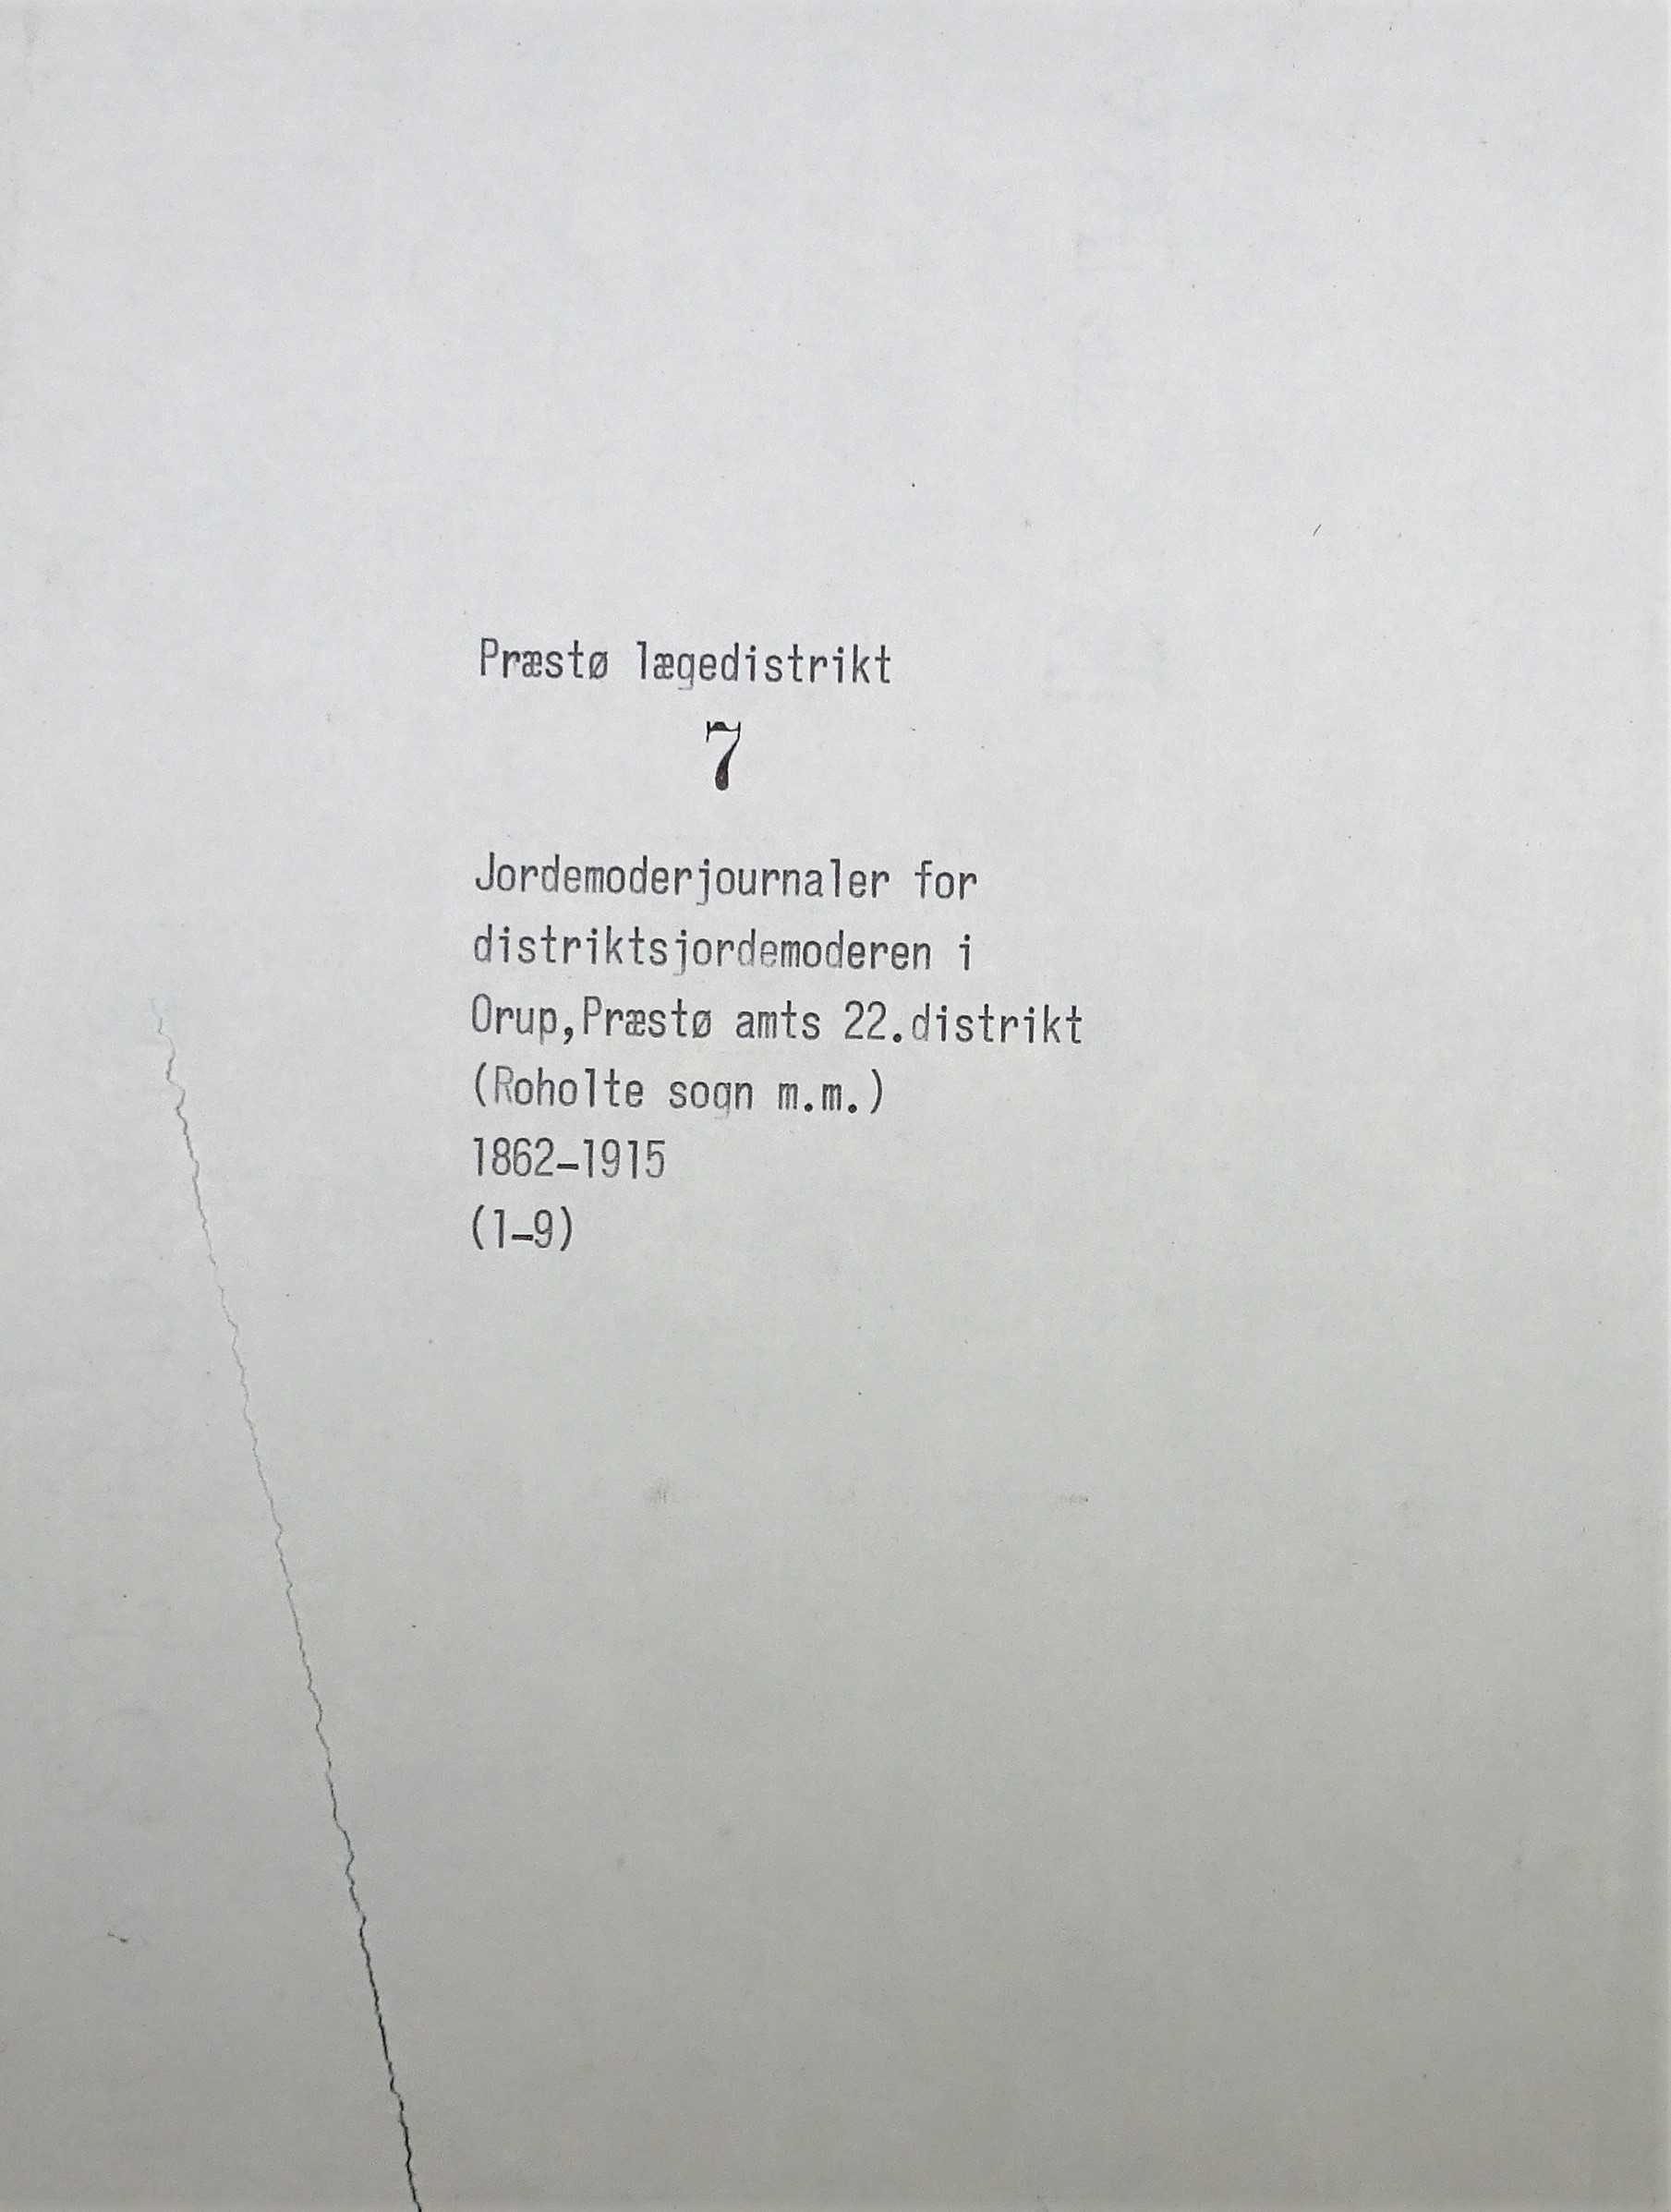 Præstø lægedistrikt
7
Jordemoderjournaler for
distriktsjordemoderen i
Orup,Præstø amts 22.distrikt
(Roholte sogn m.m.)
1862-1915
(1-9)